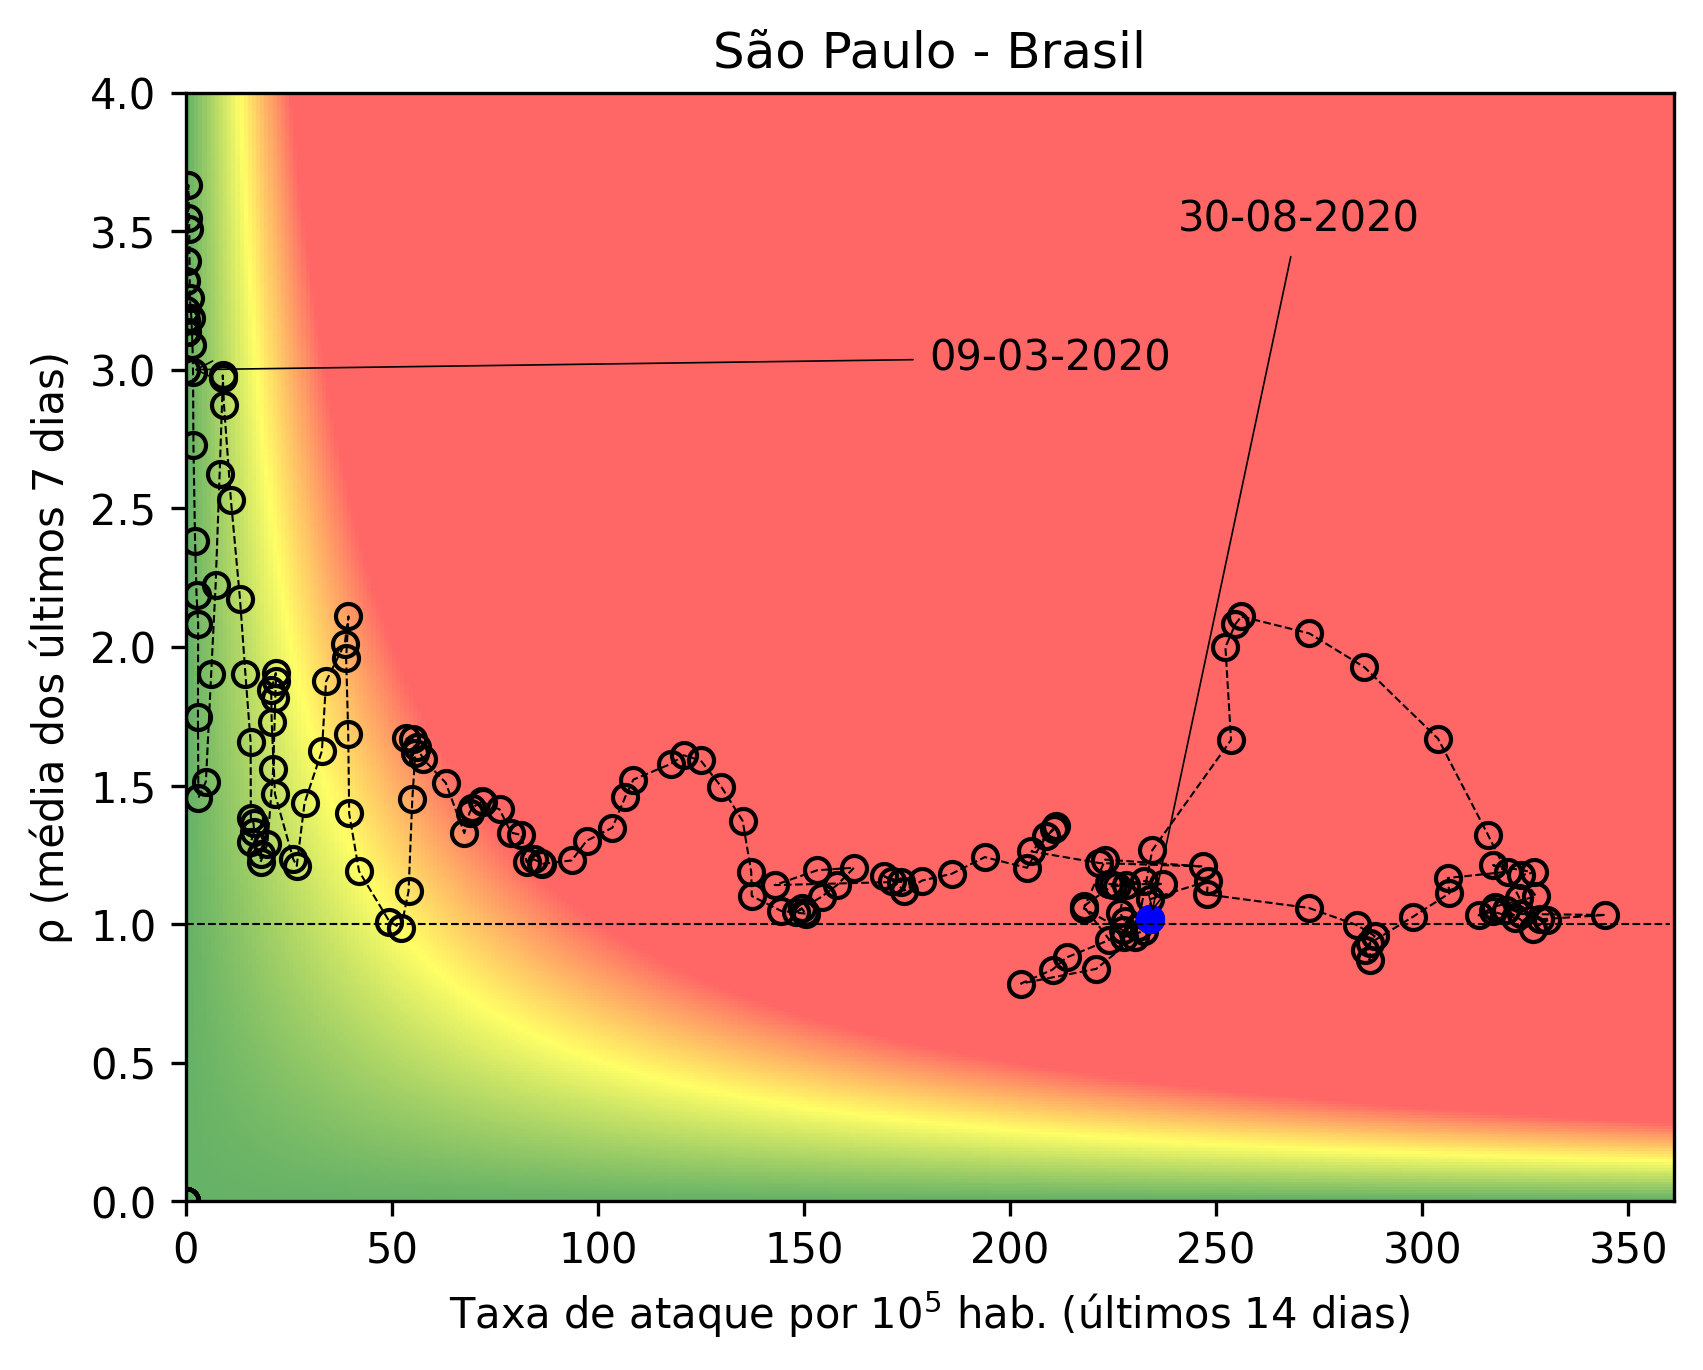 São Paulo - Brasil
4.0
3.5
3.0
2.5
2.0
1.5
1.0
0.5
0.0
ρ (média dos últimos 7 dias)
30-08-2020
09-03-2020
0 50 100 150 200 250 300 350
Taxa de ataque por 10⁵ hab. (últimos 14 dias)